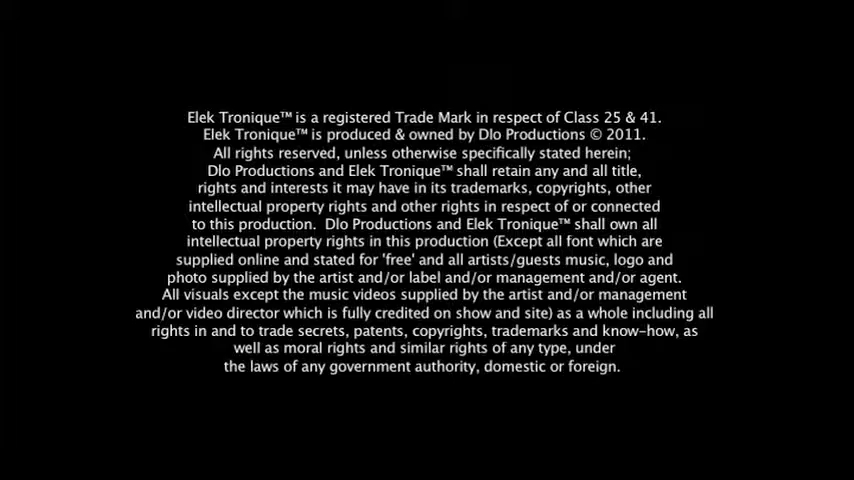 Elek Tronique™ is a registered Trade Mark in respect of Class 25 & 41.
Elek Tronique™ is produced & owned by Dlo Productions © 2011.
All rights reserved, unless otherwise specifically stated herein;
Dlo Productions and Elek Tronique™ shall retain any and all title,
rights and interests it may have in its trademarks, copyrights, other
intellectual property rights and other rights in respect of or connected
to this production. Dlo Productions and Elek Tronique™ shall own all
intellectual property rights in this production (Except all font which are
supplied online and stated for 'free' and all artists/guests music, logo and
photo supplied by the artist and/or label and/or management and/or agent.
All visuals except the music videos supplied by the artist and/or management
and/or video director which is fully credited on show and site) as a whole including all
rights in and to trade secrets, patents, copyrights, trademarks and know-how, as
well as moral rights and similar rights of any type, under
the laws of any government authority, domestic or foreign.